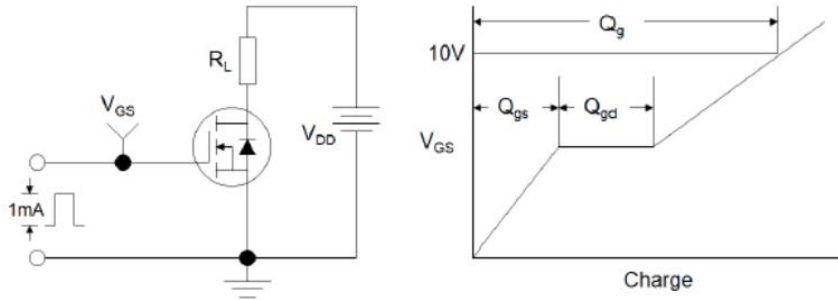 R_L
V_GS
V_DD
1mA
Q_g
10V
Q_gs
Q_gd
V_GS
Charge